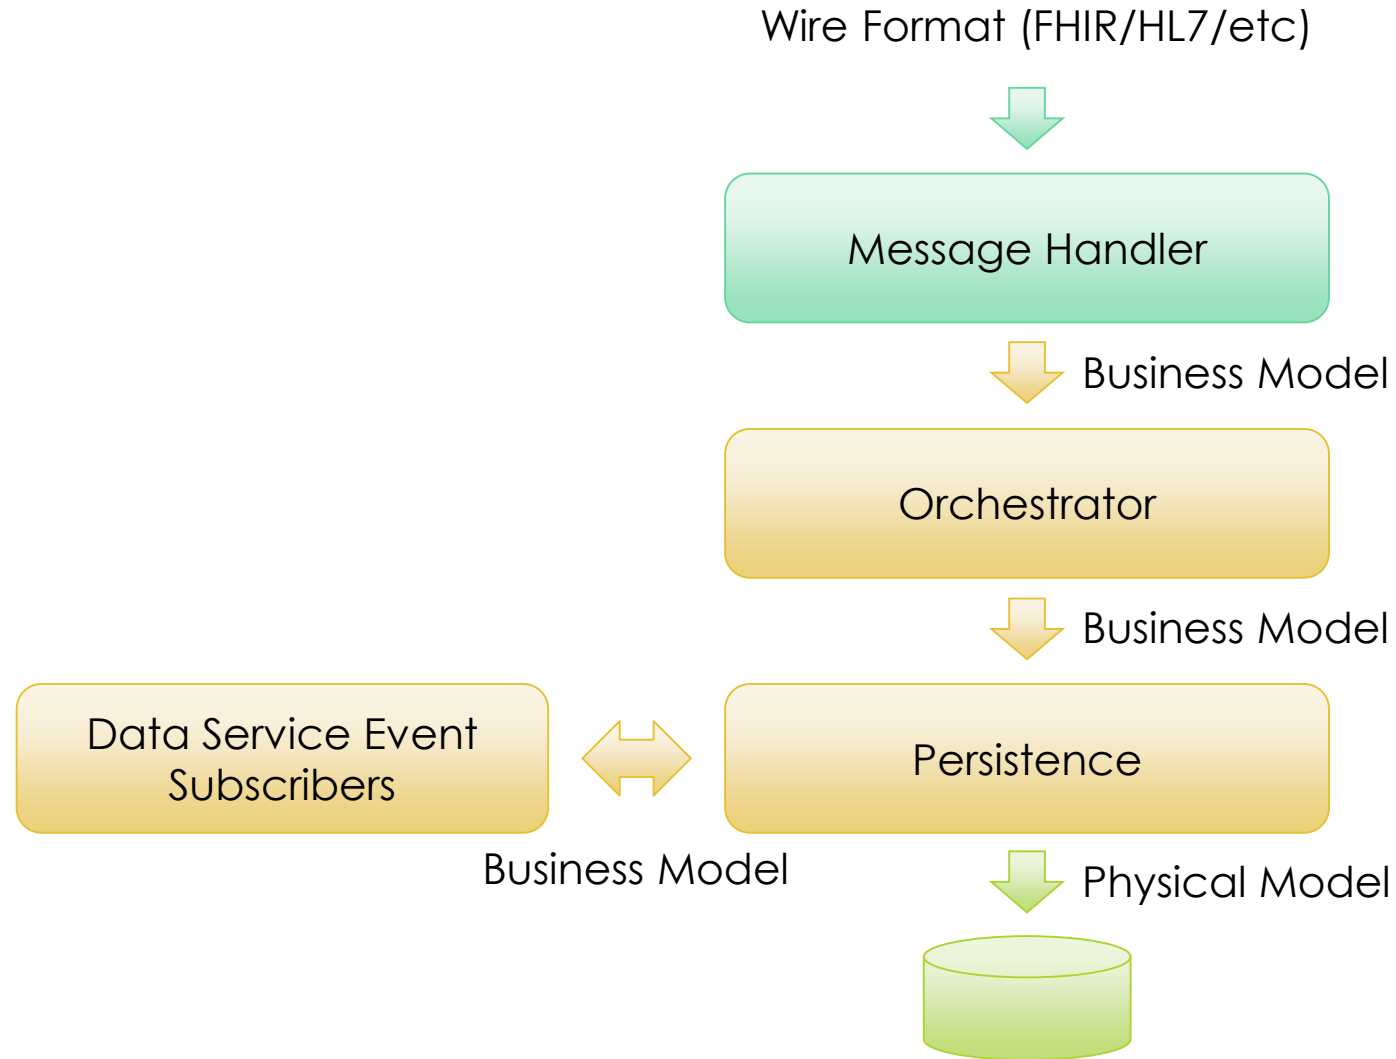 Wire Format (FHIR/HL7/etc)
Message Handler
Business Model
Orchestrator
Business Model
Data Service Event
Subscribers
Persistence
Business Model
Physical Model